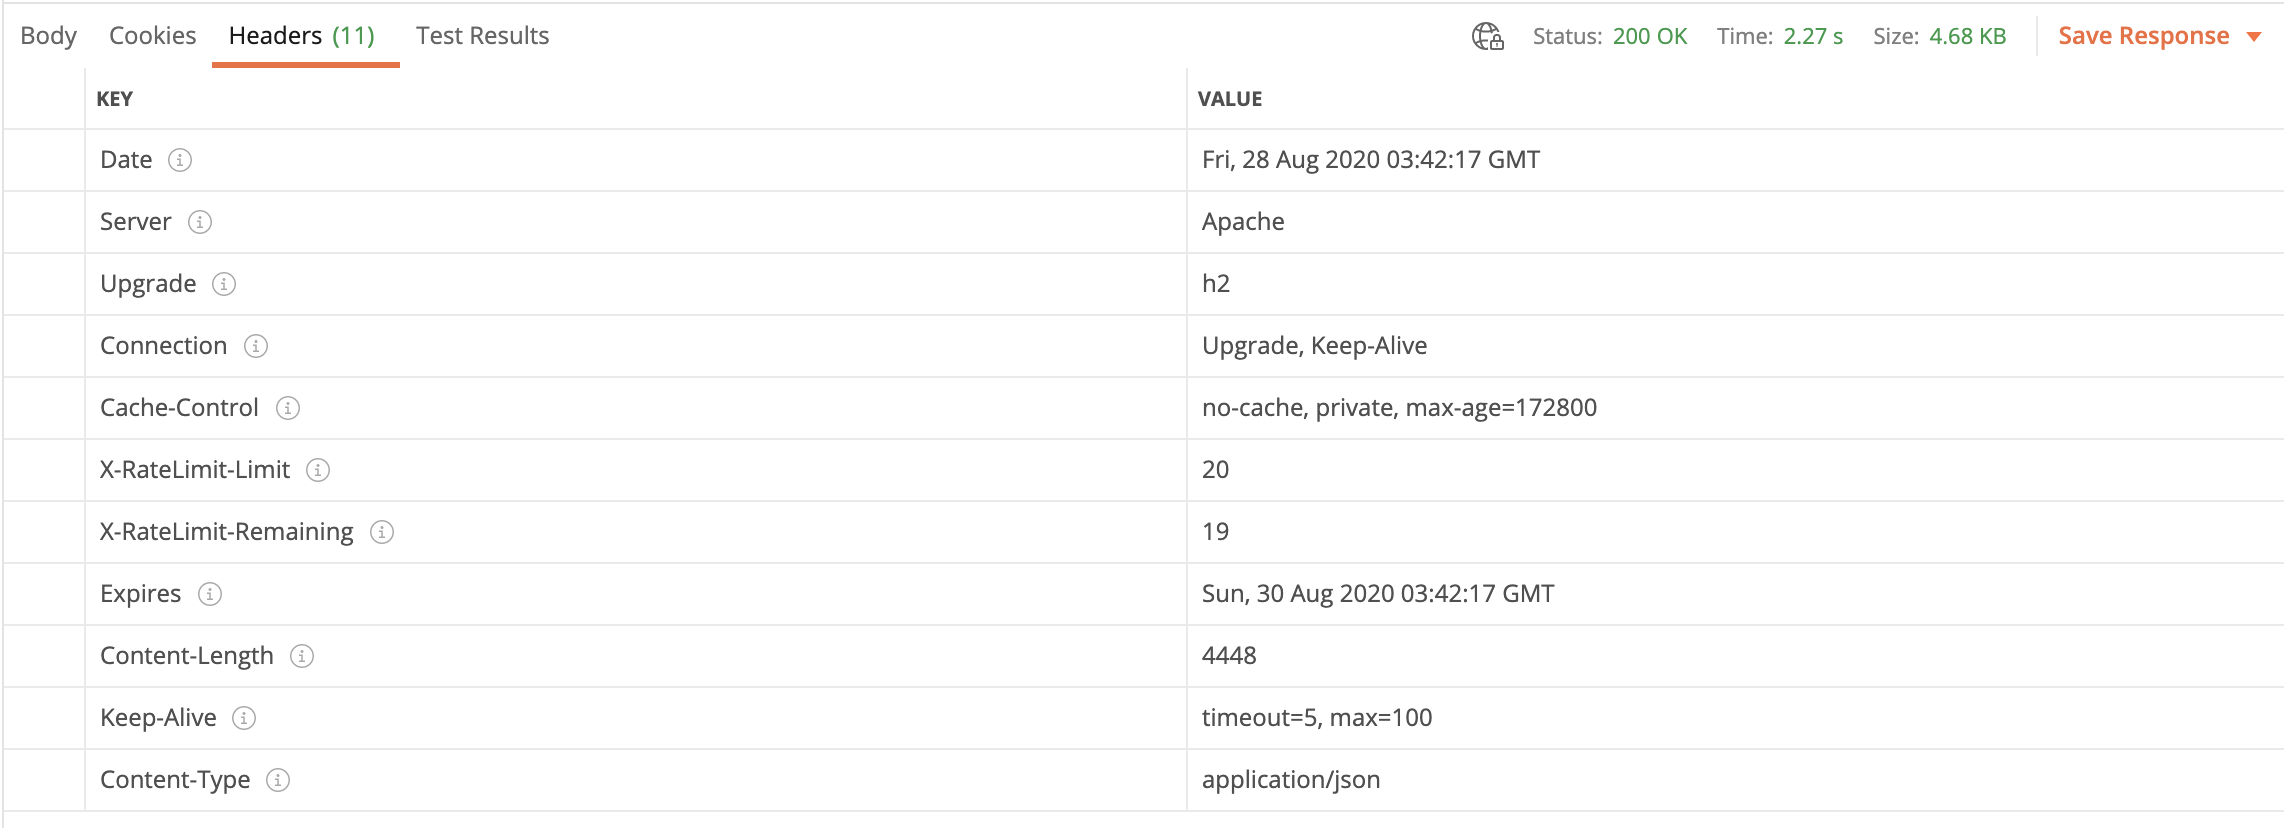 Body Cookies Headers (11) Test Results Status: 200 OK Time: 2.27 s Size: 4.68 KB Save Response
KEY VALUE
Date Fri, 28 Aug 2020 03:42:17 GMT
Server Apache
Upgrade h2
Connection Upgrade, Keep-Alive
Cache-Control no-cache, private, max-age=172800
X-RateLimit-Limit 20
X-RateLimit-Remaining 19
Expires Sun, 30 Aug 2020 03:42:17 GMT
Content-Length 4448
Keep-Alive timeout=5, max=100
Content-Type application/json